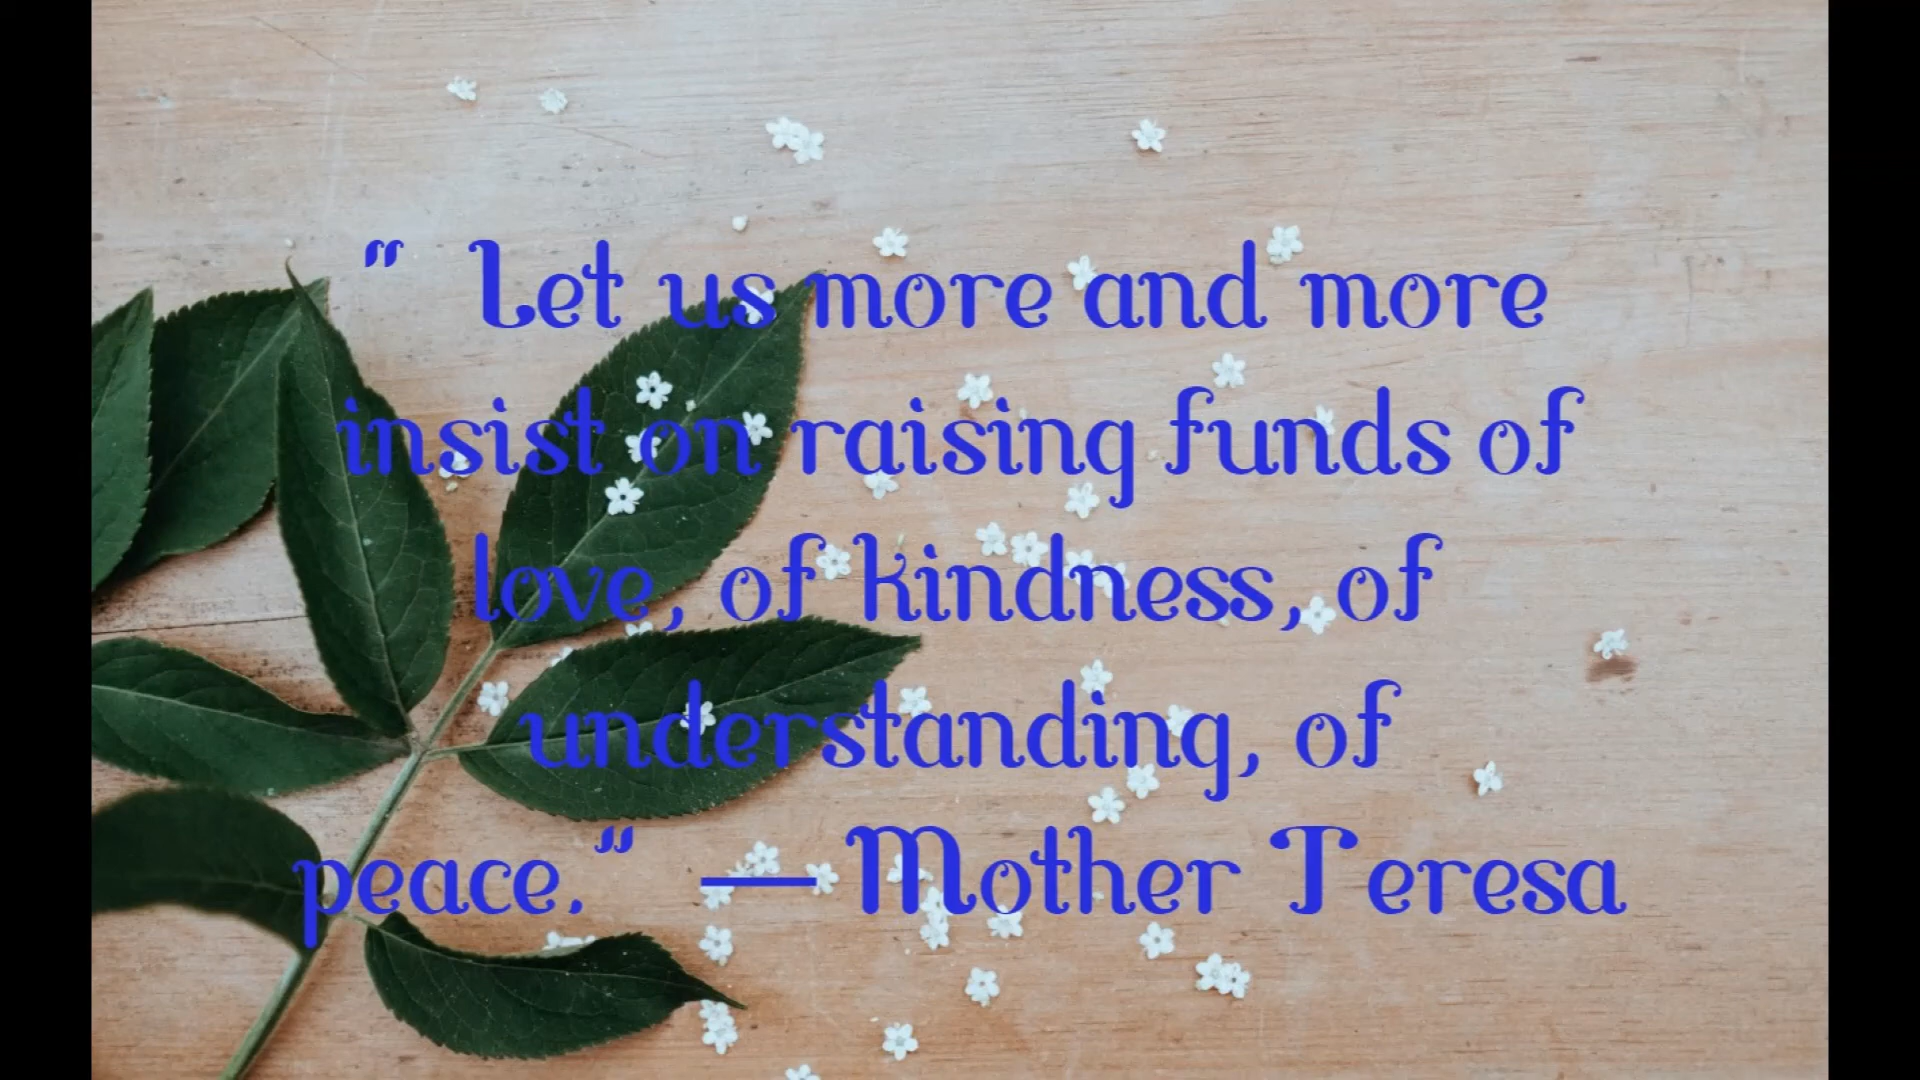 " Let us more and more
insist on raising funds of
love, of kindness, of
understanding, of
peace." — Mother Teresa